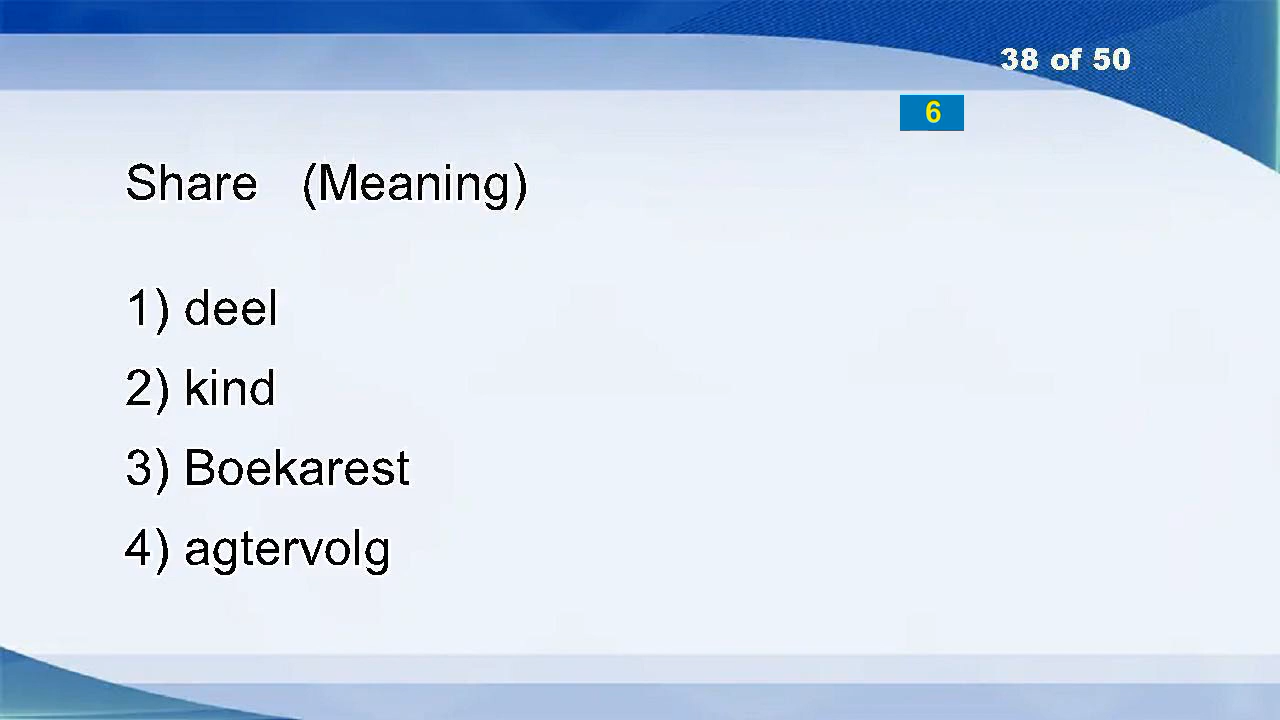 38 of 50
6
Share (Meaning)
1) deel
2) kind
3) Boekarest
4) agtervolg